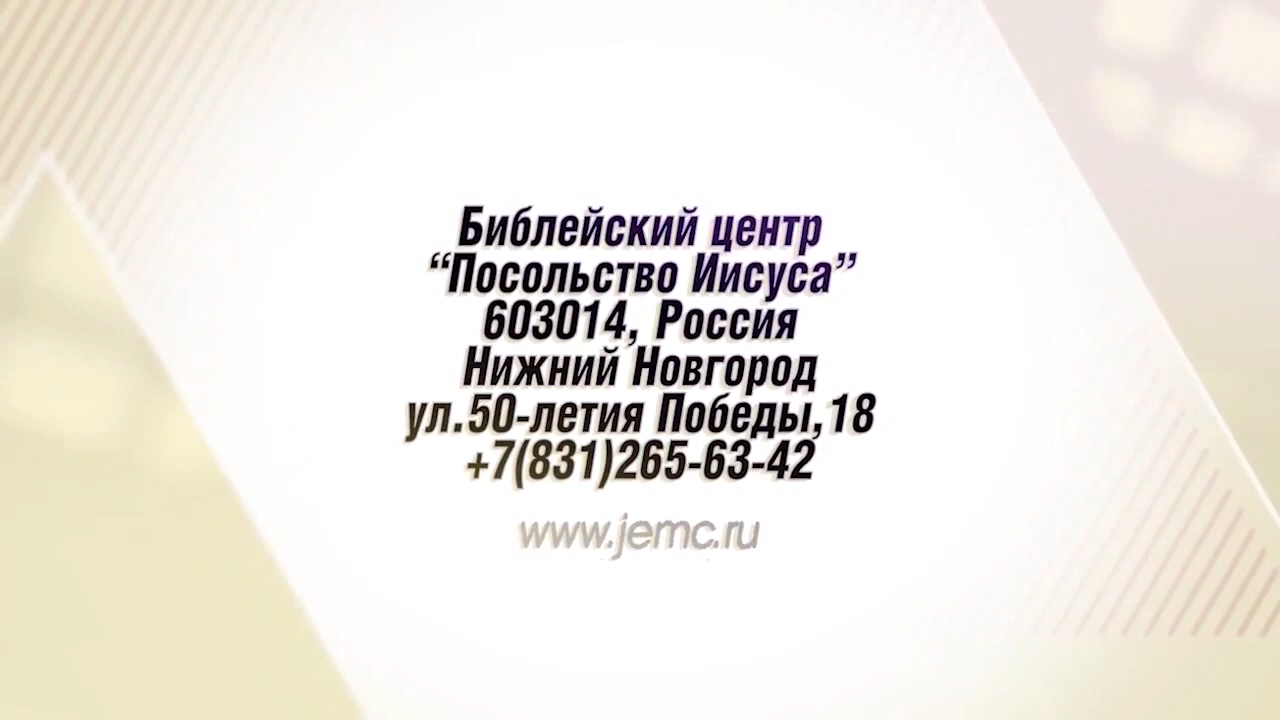 Библейский центр
“Посольство Иисуса”
603014, Россия
Нижний Новгород
ул.50-летия Победы,18
+7(831)265-63-42
www.jemc.ru